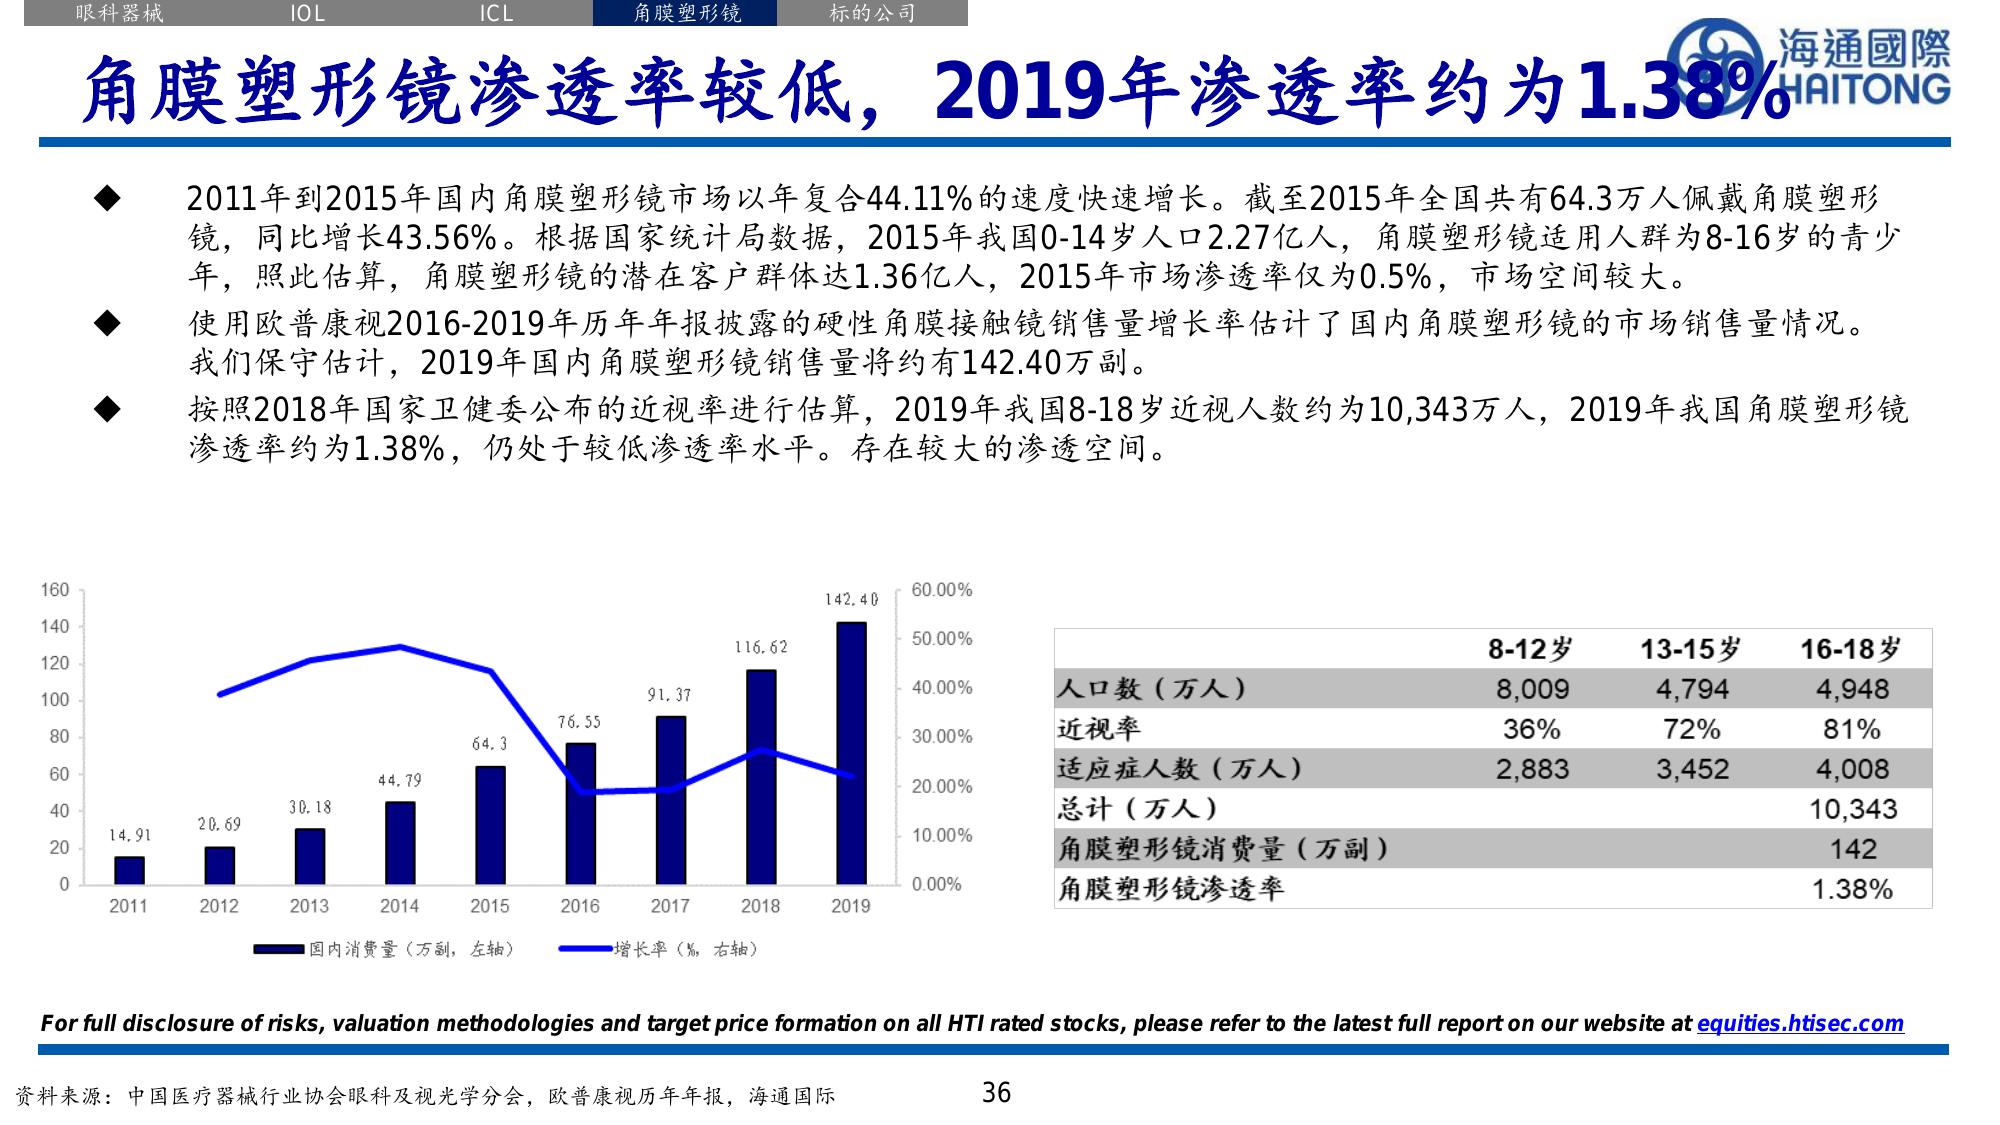 眼科器械 IOL ICL 角膜塑形镜 标的公司
海通國際
HAITONG
角膜塑形镜渗透率较低，2019年渗透率约为1.38%
◆ 2011年到2015年国内角膜塑形镜市场以年复合44.11%的速度快速增长。截至2015年全国共有64.3万人佩戴角膜塑形
镜，同比增长43.56%。根据国家统计局数据，2015年我国0-14岁人口2.27亿人，角膜塑形镜适用人群为8-16岁的青少
年，照此估算，角膜塑形镜的潜在客户群体达1.36亿人，2015年市场渗透率仅为0.5%，市场空间较大。
◆ 使用欧普康视2016-2019年历年年报披露的硬性角膜接触镜销售量增长率估计了国内角膜塑形镜的市场销售量情况。
我们保守估计，2019年国内角膜塑形镜销售量将约有142.40万副。
◆ 按照2018年国家卫健委公布的近视率进行估算，2019年我国8-18岁近视人数约为10,343万人，2019年我国角膜塑形镜
渗透率约为1.38%，仍处于较低渗透率水平。存在较大的渗透空间。
160
140
120
100
80
60
40
20
0
14.91
20.69
30.18
44.79
64.3
76.55
91.37
116.62
142.40
60.00%
50.00%
40.00%
30.00%
20.00%
10.00%
0.00%
2011 2012 2013 2014 2015 2016 2017 2018 2019
国内消费量（万副，左轴） 增长率（%，右轴）
8-12岁 13-15岁 16-18岁
人口数（万人） 8,009 4,794 4,948
近视率 36% 72% 81%
适应症人数（万人） 2,883 3,452 4,008
总计（万人） 10,343
角膜塑形镜消费量（万副） 142
角膜塑形镜渗透率 1.38%
For full disclosure of risks, valuation methodologies and target price formation on all HTI rated stocks, please refer to the latest full report on our website at equities.htisec.com
资料来源：中国医疗器械行业协会眼科及视光学分会，欧普康视历年年报，海通国际
36